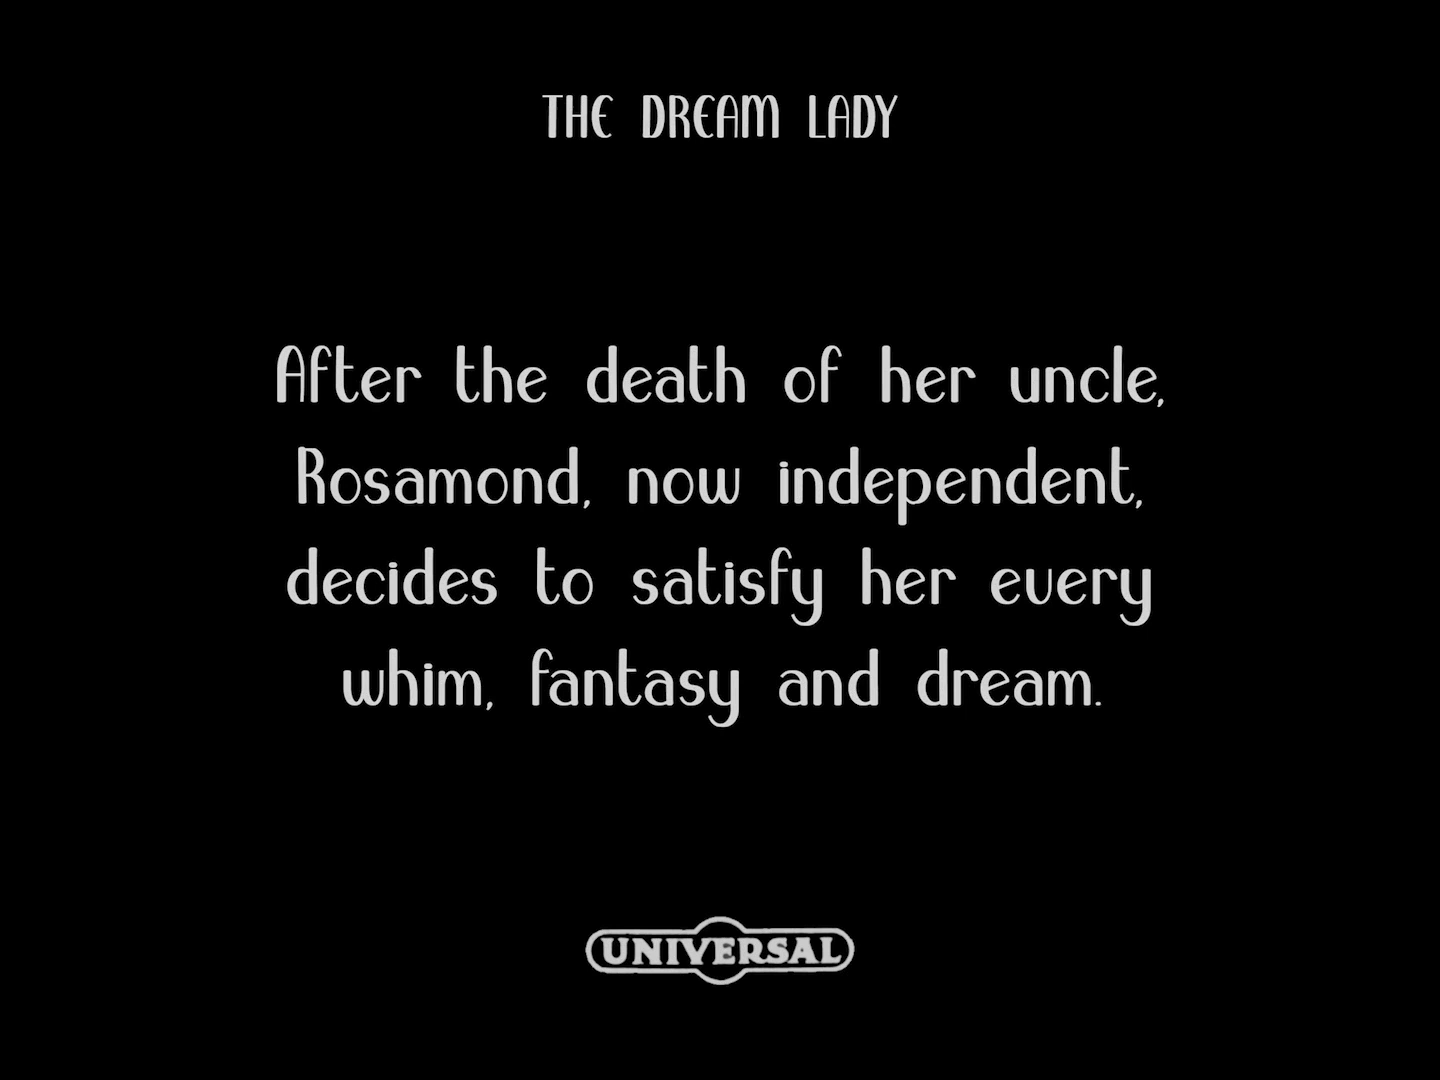 THE DREAM LADY
After the death of her uncle,
Rosamond, now independent,
decides to satisfy her every
whim, fantasy and dream.
UNIVERSAL